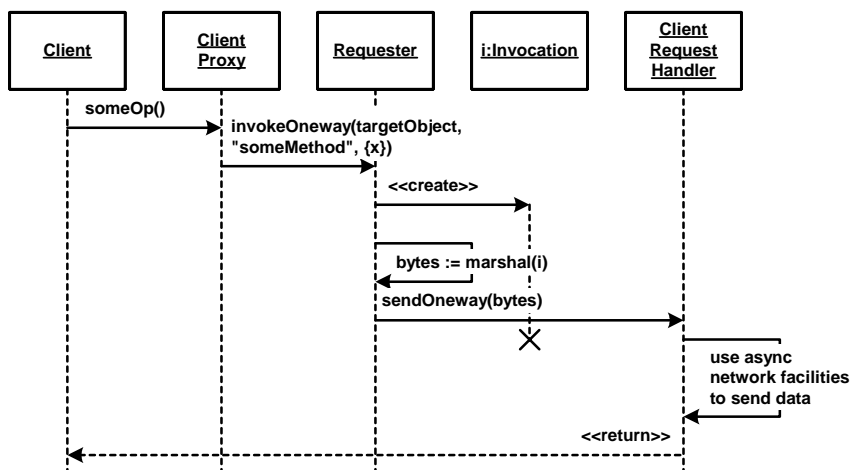 Client
Client
Proxy
Requester
i:Invocation
Client
Request
Handler
someOp()
invokeOneway(targetObject,
"someMethod", {x})
<<create>>
bytes := marshal(i)
sendOneway(bytes)
use async
network facilities
to send data
<<return>>